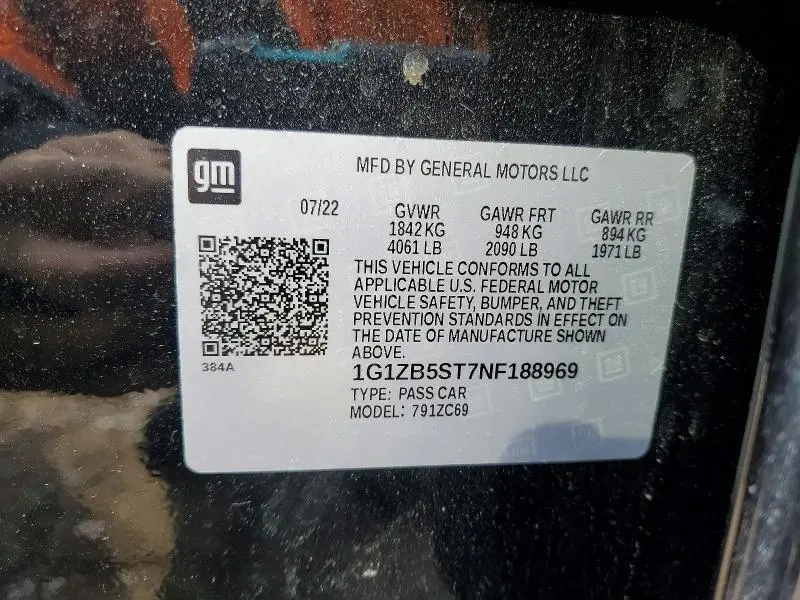 gm
MFD BY GENERAL MOTORS LLC
07/22 GVWR GAWR FRT GAWR RR
1842 KG 948 KG 894 KG
4061 LB 2090 LB 1971 LB
THIS VEHICLE CONFORMS TO ALL
APPLICABLE U.S. FEDERAL MOTOR
VEHICLE SAFETY, BUMPER, AND THEFT
PREVENTION STANDARDS IN EFFECT ON
THE DATE OF MANUFACTURE SHOWN
ABOVE.
384A
1G1ZB5ST7NF188969
TYPE: PASS CAR
MODEL: 791ZC69